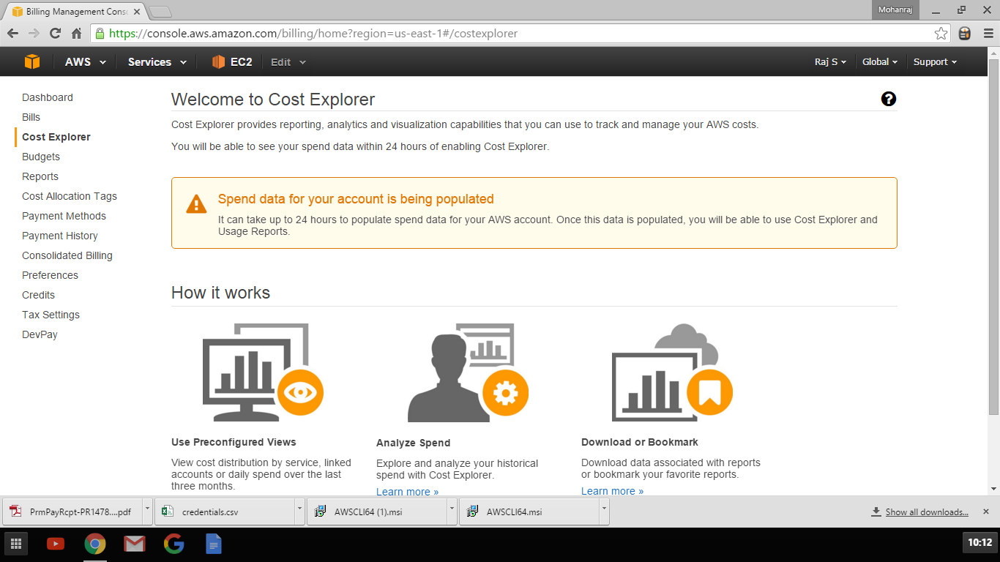 Billing Management Conso
Mohanraj
https://console.aws.amazon.com/billing/home?region=us-east-1#/costexplorer
AWS Services EC2 Edit Raj S Global Support
Dashboard
Bills
Cost Explorer
Budgets
Reports
Cost Allocation Tags
Payment Methods
Payment History
Consolidated Billing
Preferences
Credits
Tax Settings
DevPay
Welcome to Cost Explorer
Cost Explorer provides reporting, analytics and visualization capabilities that you can use to track and manage your AWS costs.
You will be able to see your spend data within 24 hours of enabling Cost Explorer.
Spend data for your account is being populated
It can take up to 24 hours to populate spend data for your AWS account. Once this data is populated, you will be able to use Cost Explorer and
Usage Reports.
How it works
Use Preconfigured Views
View cost distribution by service, linked
accounts or daily spend over the last
three months.
Analyze Spend
Explore and analyze your historical
spend with Cost Explorer.
Learn more »
Download or Bookmark
Download data associated with reports
or bookmark your favorite reports.
Learn more »
PrmPayRcpt-PR1478....pdf
credentials.csv
AWSCLI64 (1).msi
AWSCLI64.msi
Show all downloads...
10:12